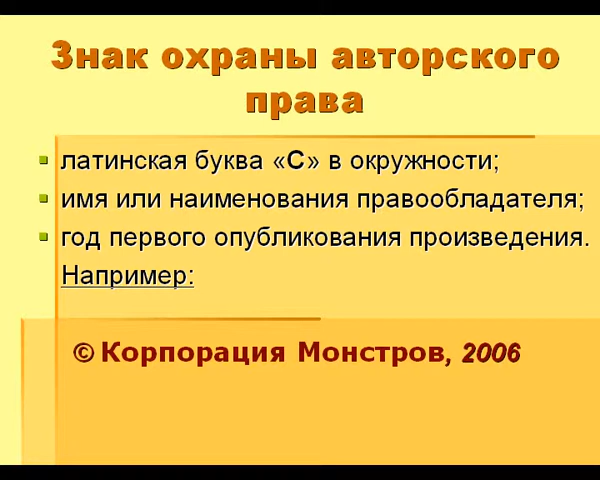 Знак охраны авторского
права
латинская буква «С» в окружности;
имя или наименования правообладателя;
год первого опубликования произведения.
Например:
© Корпорация Монстров, 2006